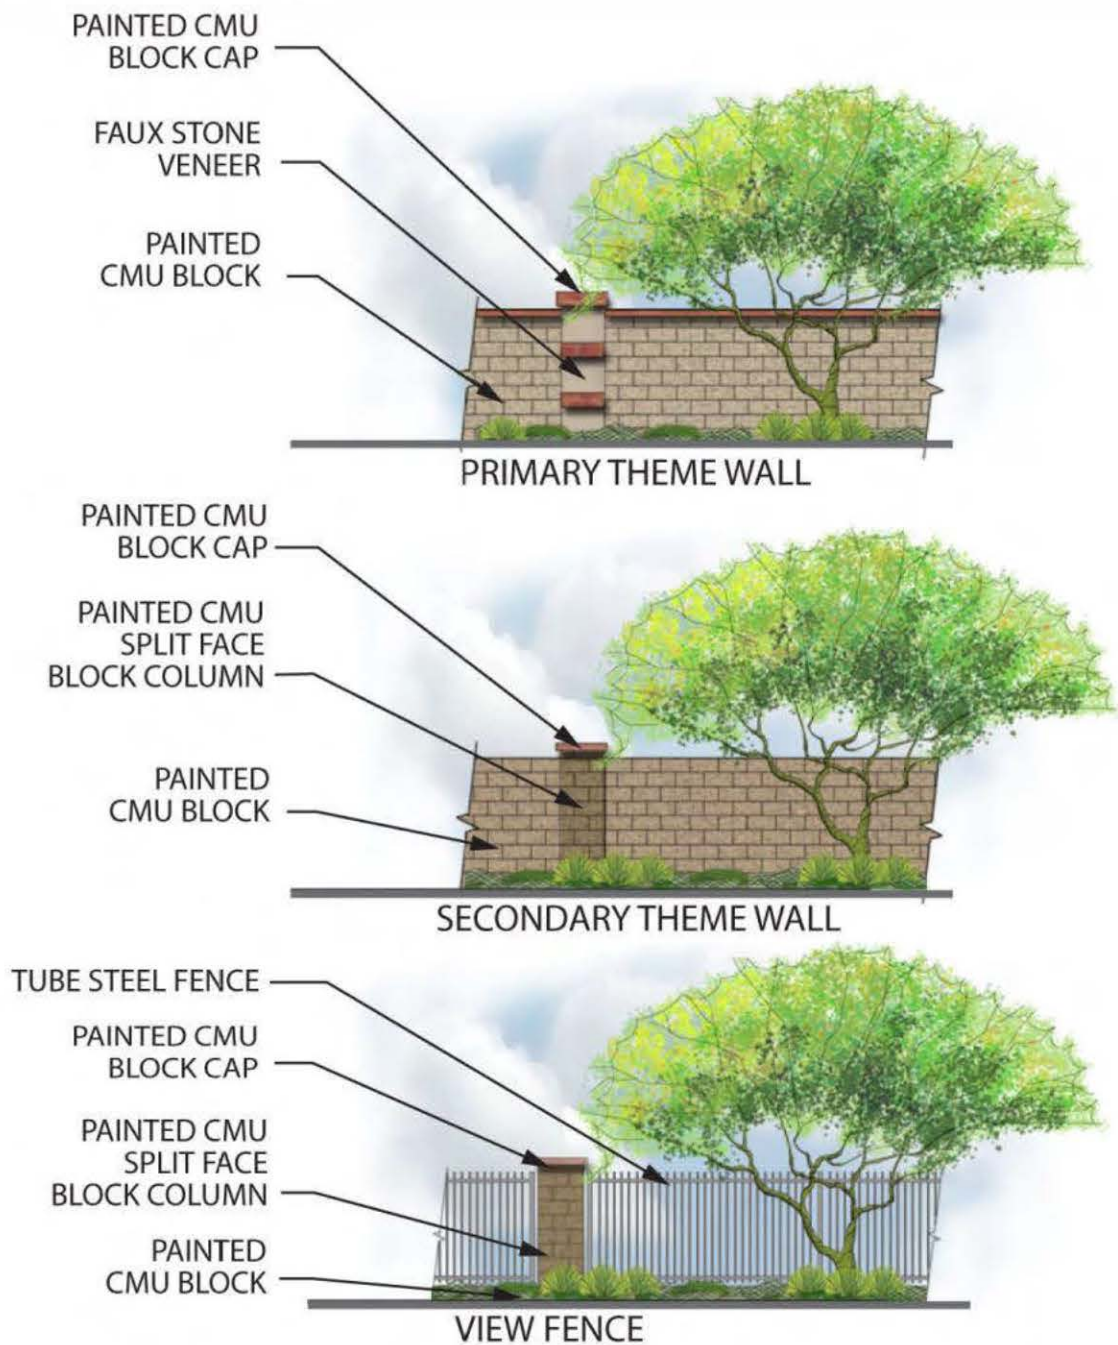 PAINTED CMU
BLOCK CAP
FAUX STONE
VENEER
PAINTED
CMU BLOCK
PRIMARY THEME WALL
PAINTED CMU
BLOCK CAP
PAINTED CMU
SPLIT FACE
BLOCK COLUMN
PAINTED
CMU BLOCK
SECONDARY THEME WALL
TUBE STEEL FENCE
PAINTED CMU
BLOCK CAP
PAINTED CMU
SPLIT FACE
BLOCK COLUMN
PAINTED
CMU BLOCK
VIEW FENCE